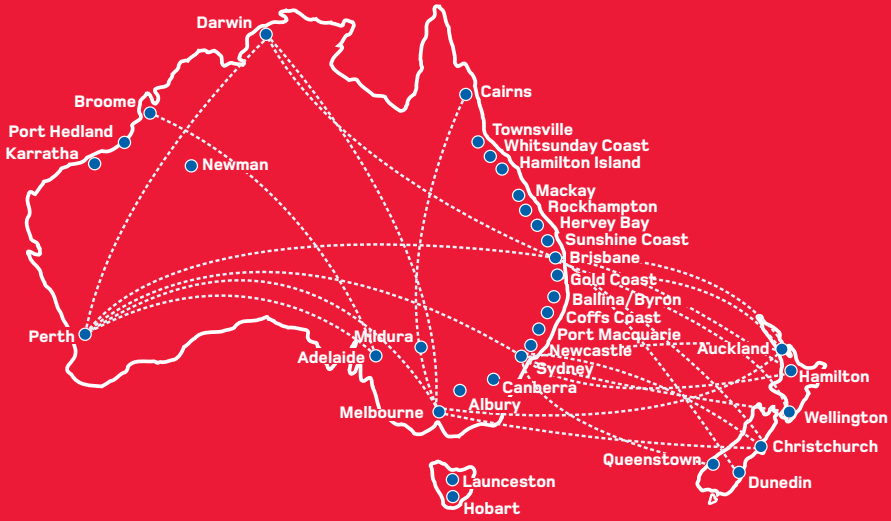 Darwin
Broome
Port Hedland
Karratha
Newman
Cairns
Townsville
Whitsunday Coast
Hamilton Island
Mackay
Rockhampton
Hervey Bay
Sunshine Coast
Brisbane
Gold Coast
Ballina/Byron
Coffs Coast
Port Macquarie
Newcastle
Sydney
Perth
Mildura
Adelaide
Canberra
Albury
Melbourne
Launceston
Hobart
Auckland
Hamilton
Wellington
Christchurch
Queenstown
Dunedin